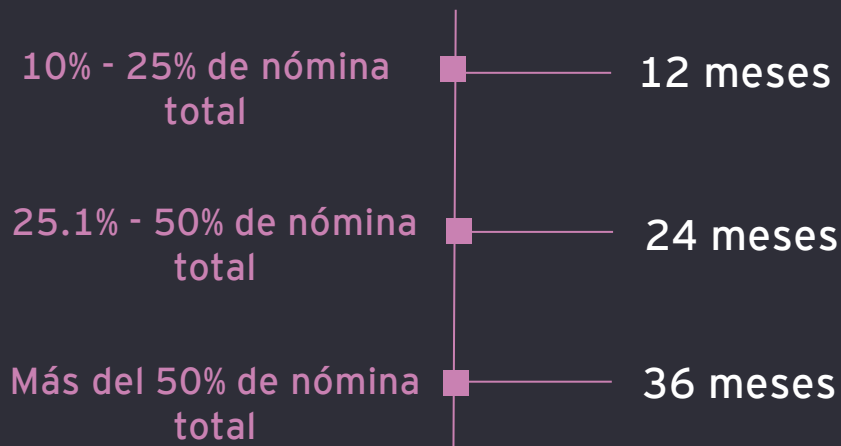 10% - 25% de nómina
total
12 meses
25.1% - 50% de nómina
total
24 meses
Más del 50% de nómina
total
36 meses